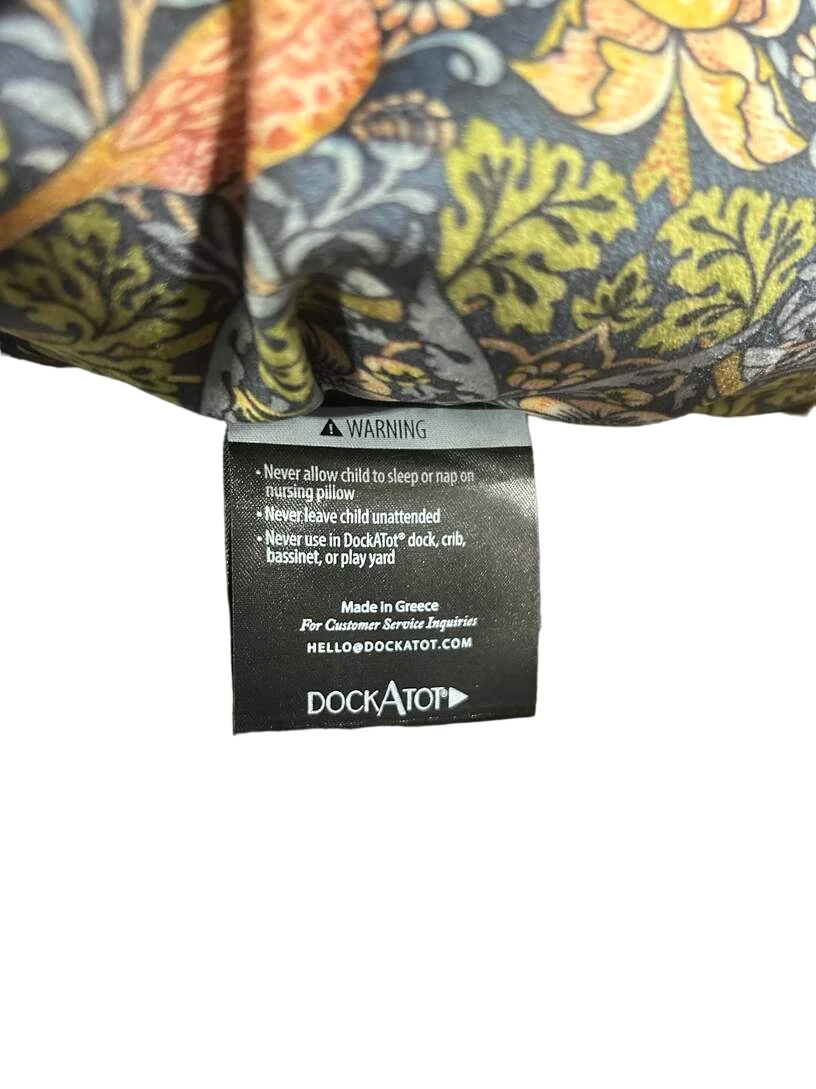 ⚠ WARNING
• Never allow child to sleep or nap on
nursing pillow
• Never leave child unattended
• Never use in DockATot® dock, crib,
bassinet, or play yard
Made in Greece
For Customer Service Inquiries
HELLO@DOCKATOT.COM
DOCKATOT®